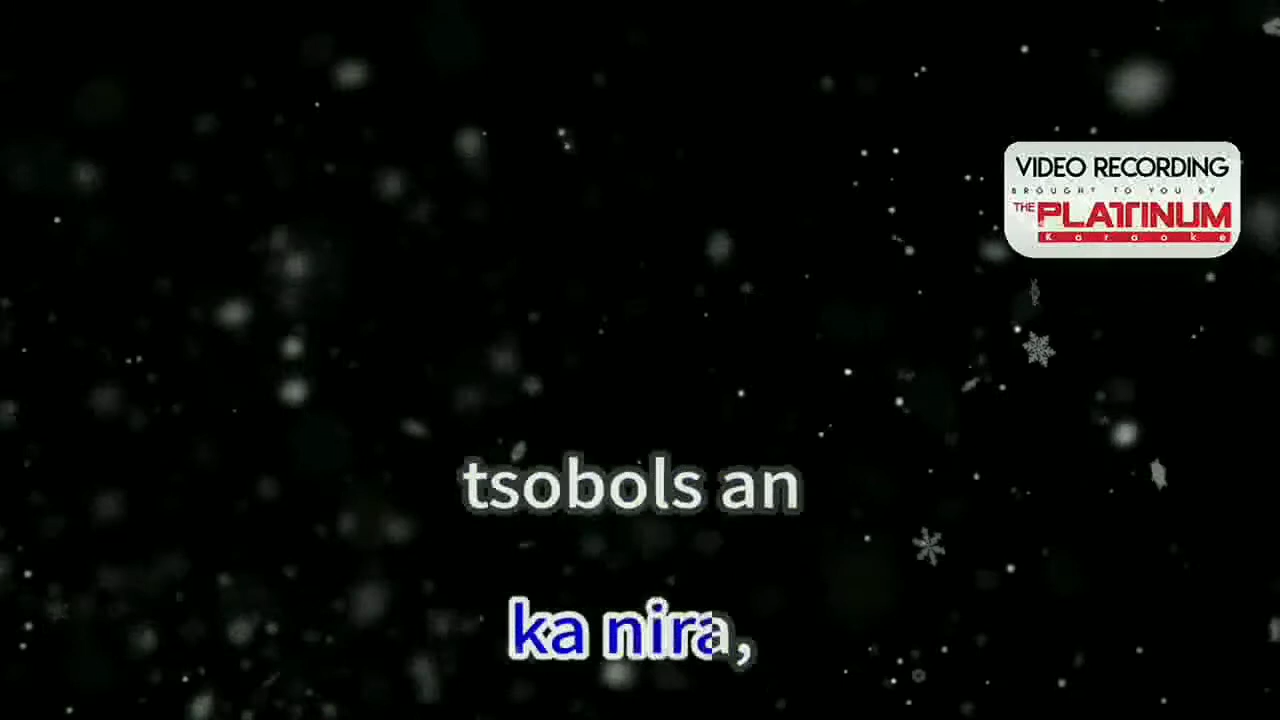 VIDEO RECORDING
BROUGHT TO YOU BY
THE PLATINUM
Karaoke
tsobols an
ka nira,